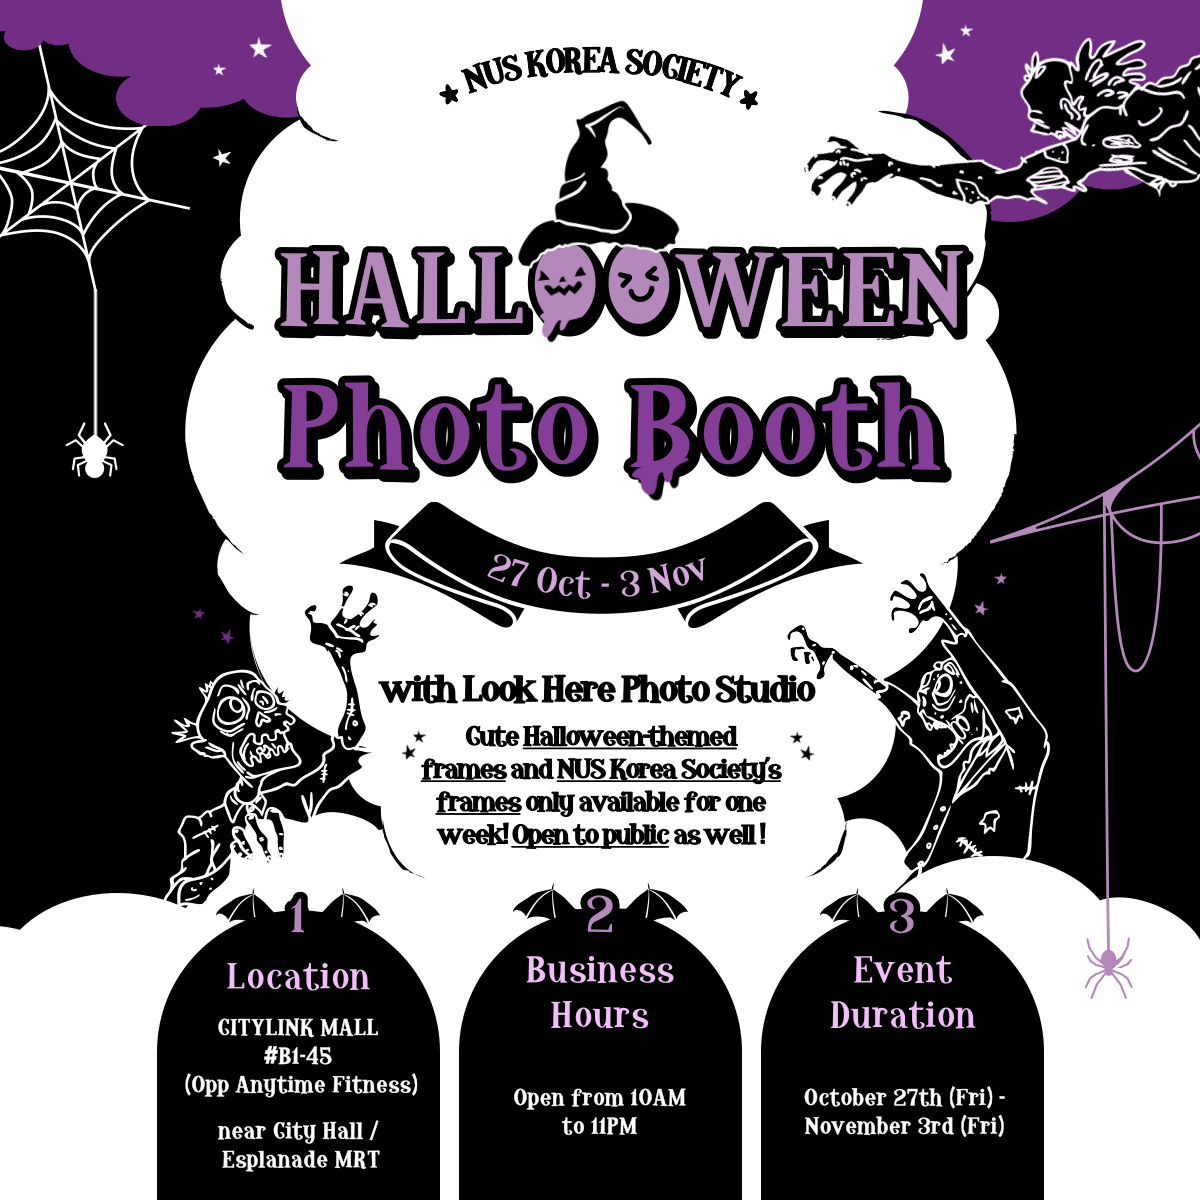 NUS KOREA SOCIETY
HALLOWEEN
Photo Booth
27 Oct - 3 Nov
with Look Here Photo Studio
Cute Halloween-themed
frames and NUS Korea Society's
frames only available for one
week! Open to public as well !
1
Location
CITYLINK MALL
#B1-45
(Opp Anytime Fitness)
near City Hall /
Esplanade MRT
2
Business
Hours
Open from 10AM
to 11PM
3
Event
Duration
October 27th (Fri) -
November 3rd (Fri)